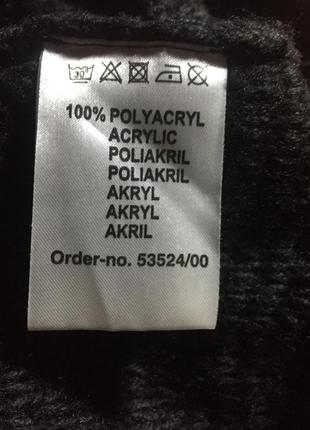 30°
100% POLYACRYL
ACRYLIC
POLIAKRIL
POLIAKRIL
AKRYL
AKRYL
AKRIL
Order-no. 53524/00